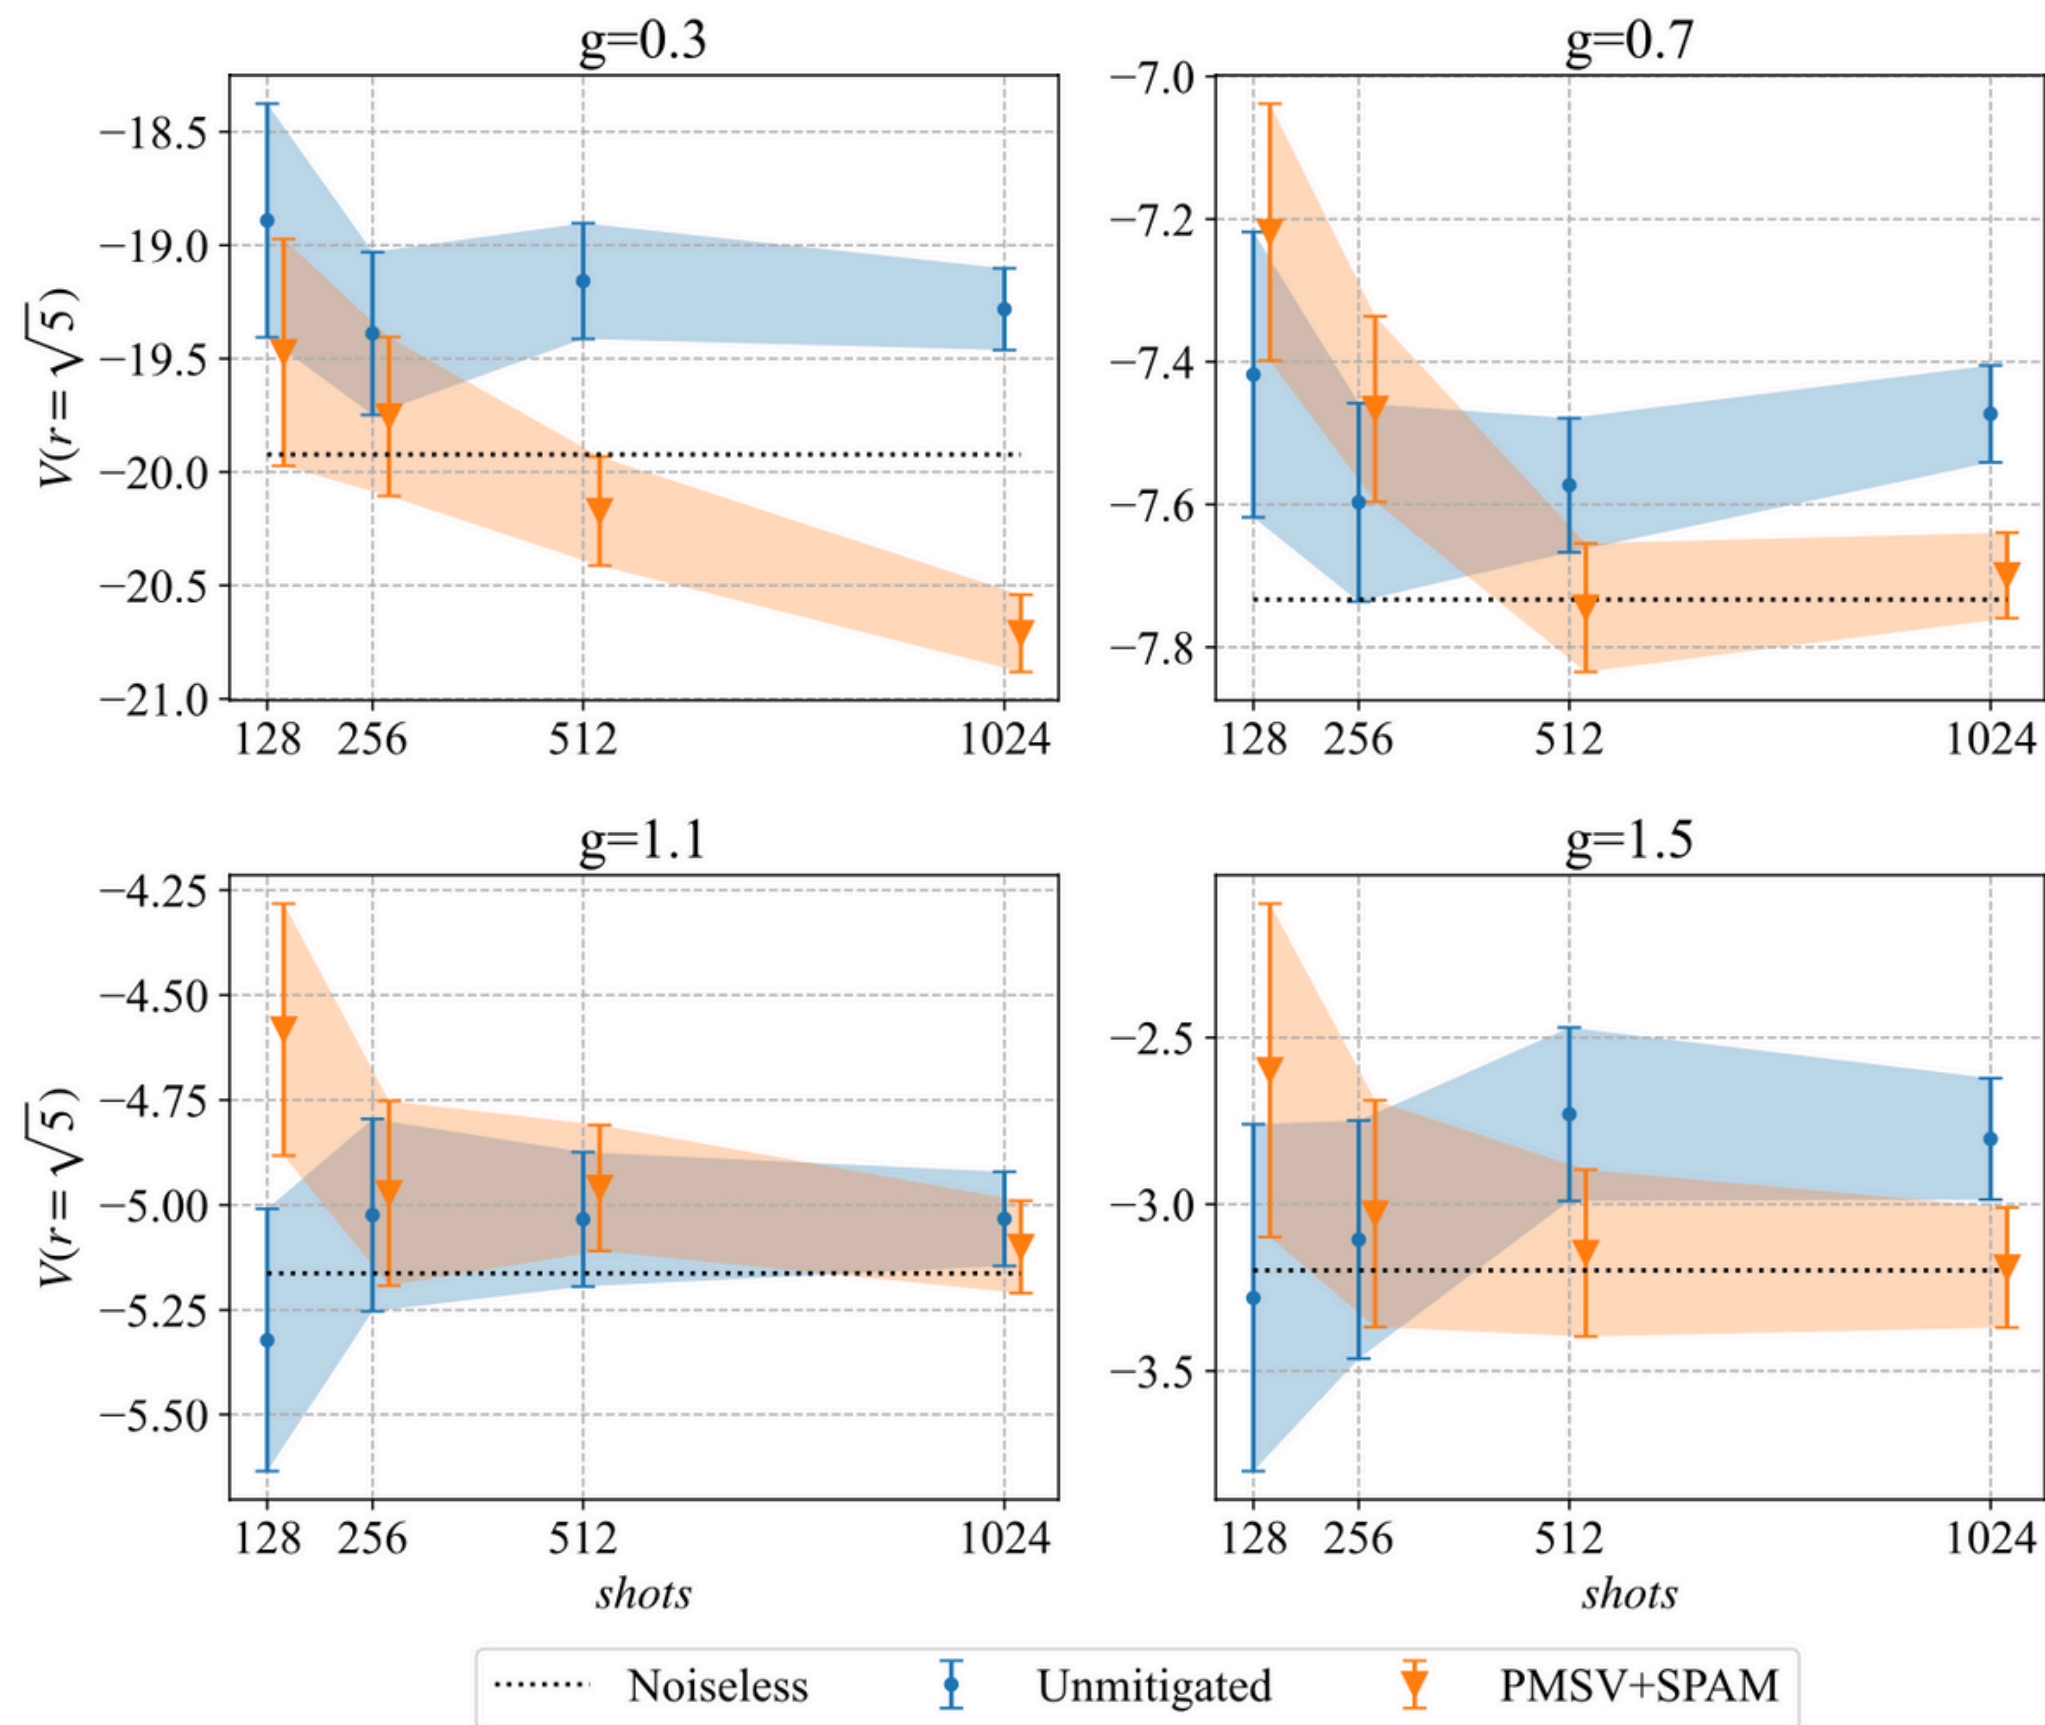 g=0.3
g=0.7
−18.5
−19.0
−19.5
−20.0
−20.5
−21.0
V(r=√5)
128 256 512 1024
−7.0
−7.2
−7.4
−7.6
−7.8
128 256 512 1024
g=1.1
g=1.5
−4.25
−4.50
−4.75
−5.00
−5.25
−5.50
V(r=√5)
128 256 512 1024
shots
−2.5
−3.0
−3.5
128 256 512 1024
shots
Noiseless Unmitigated PMSV+SPAM